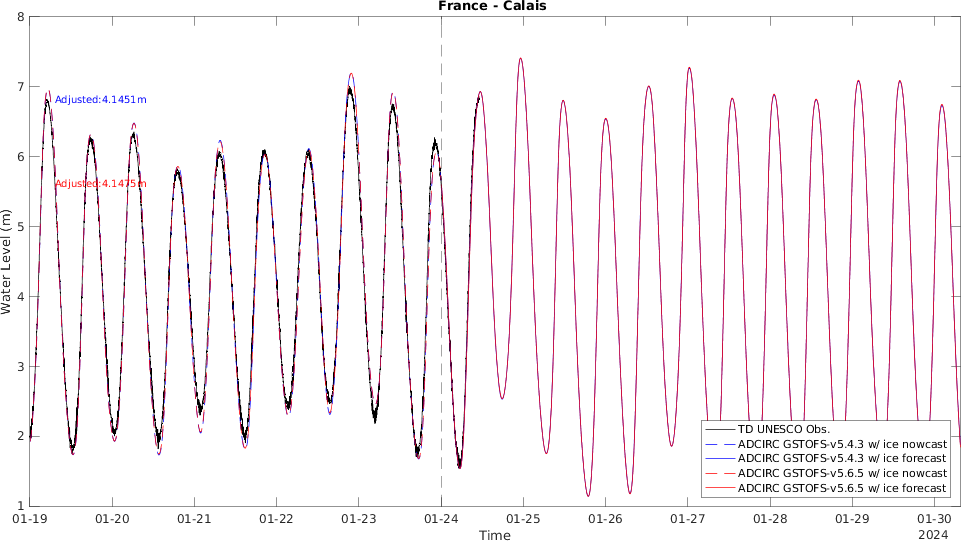 France - Calais
8
7
6
5
4
3
2
1
Water Level (m)
Adjusted:4.1451m
Adjusted:4.1475m
TD UNESCO Obs.
ADCIRC GSTOFS-v5.4.3 w/ ice nowcast
ADCIRC GSTOFS-v5.4.3 w/ ice forecast
ADCIRC GSTOFS-v5.6.5 w/ ice nowcast
ADCIRC GSTOFS-v5.6.5 w/ ice forecast
01-19 01-20 01-21 01-22 01-23 01-24 01-25 01-26 01-27 01-28 01-29 01-30
Time
2024